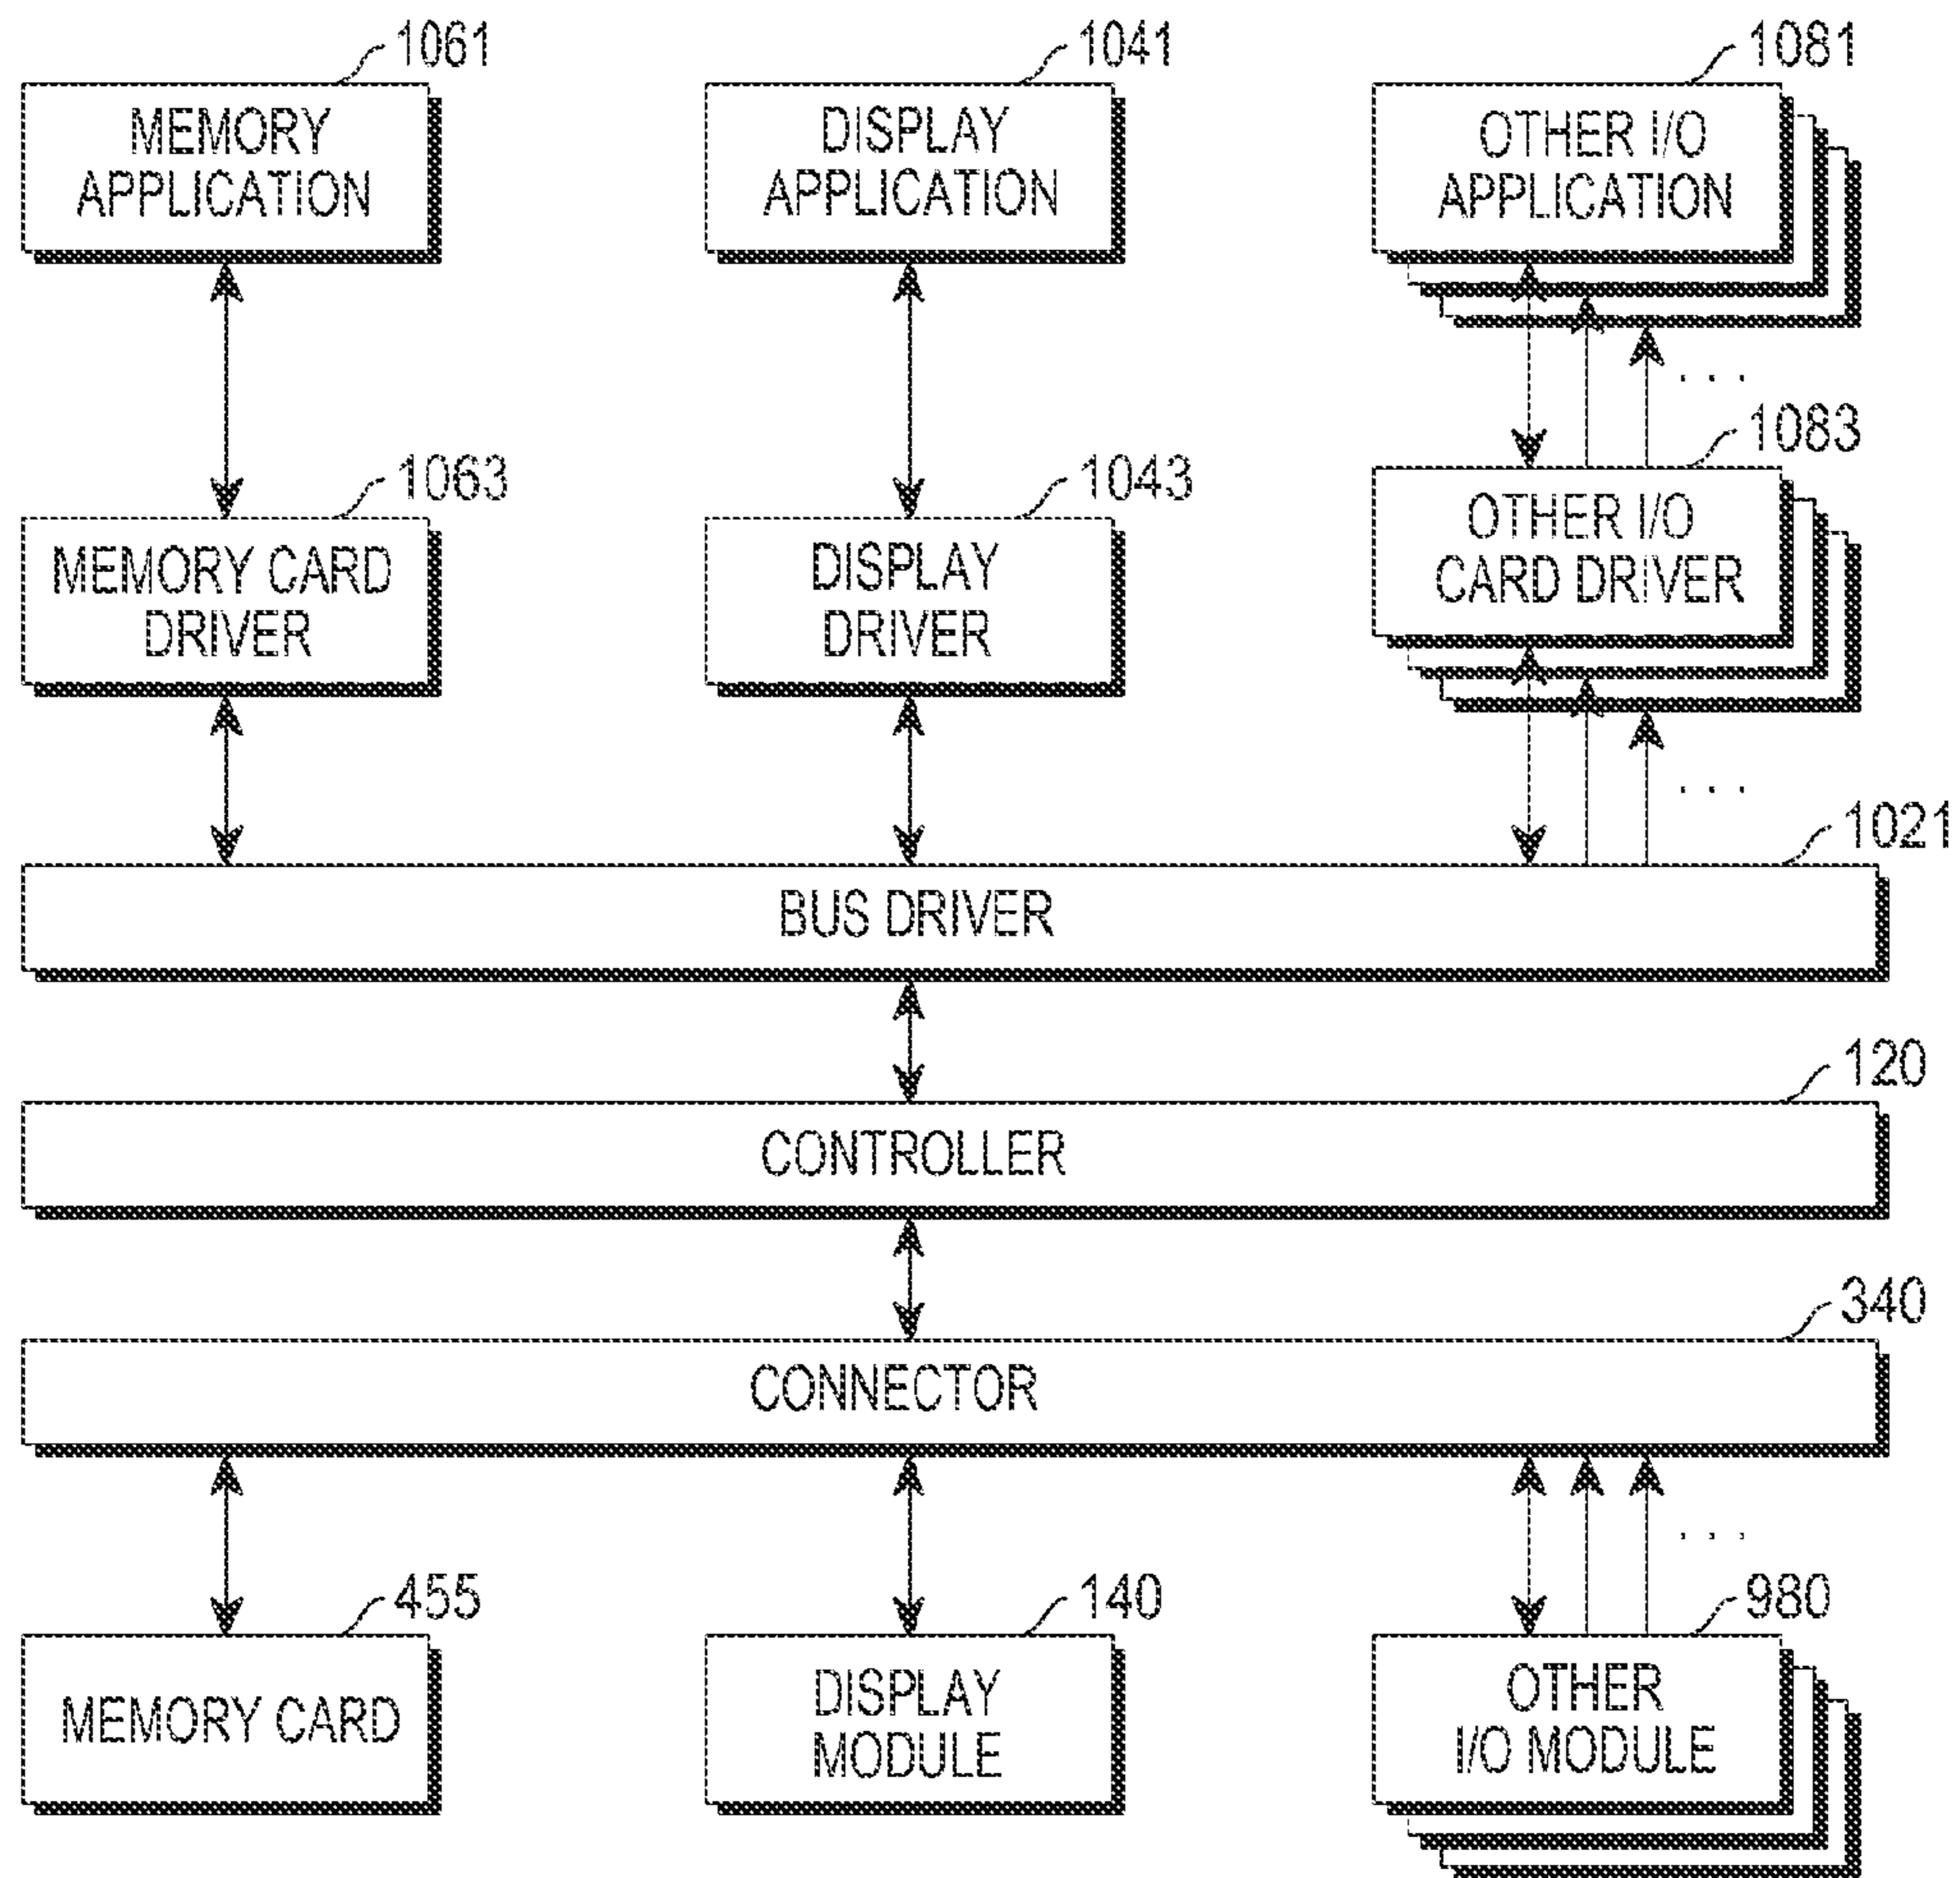 1061
1041
1081
MEMORY
APPLICATION
DISPLAY
APPLICATION
OTHER I/O
APPLICATION
. . .
1063
1043
1083
MEMORY CARD
DRIVER
DISPLAY
DRIVER
OTHER I/O
CARD DRIVER
. . .
1021
BUS DRIVER
120
CONTROLLER
340
CONNECTOR
. . .
455
140
980
MEMORY CARD
DISPLAY
MODULE
OTHER
I/O MODULE